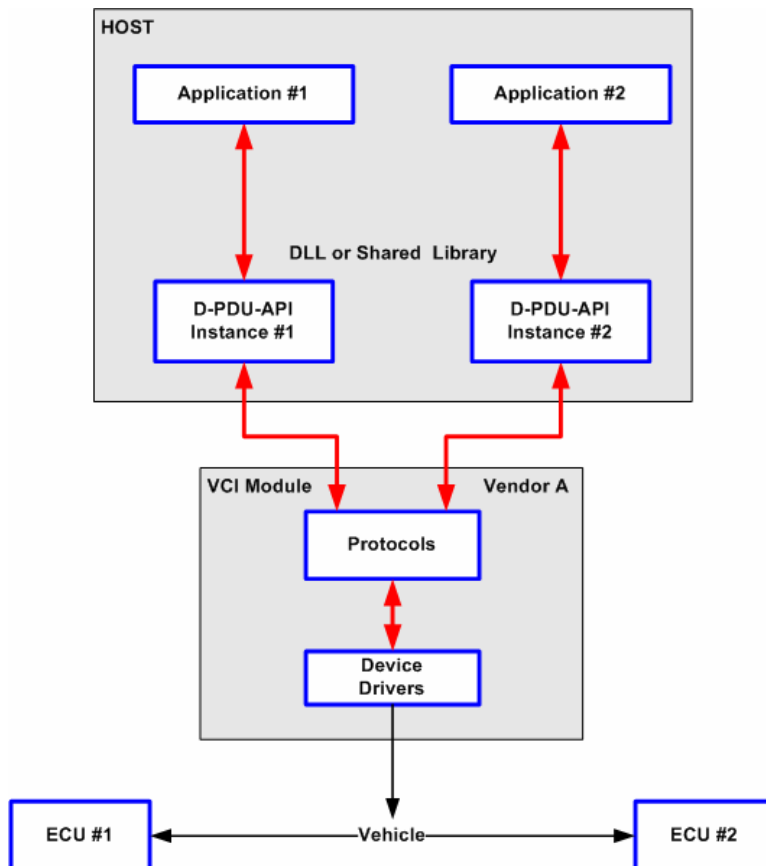 HOST
Application #1
Application #2
DLL or Shared Library
D-PDU-API
Instance #1
D-PDU-API
Instance #2
VCI Module
Vendor A
Protocols
Device
Drivers
ECU #1
Vehicle
ECU #2